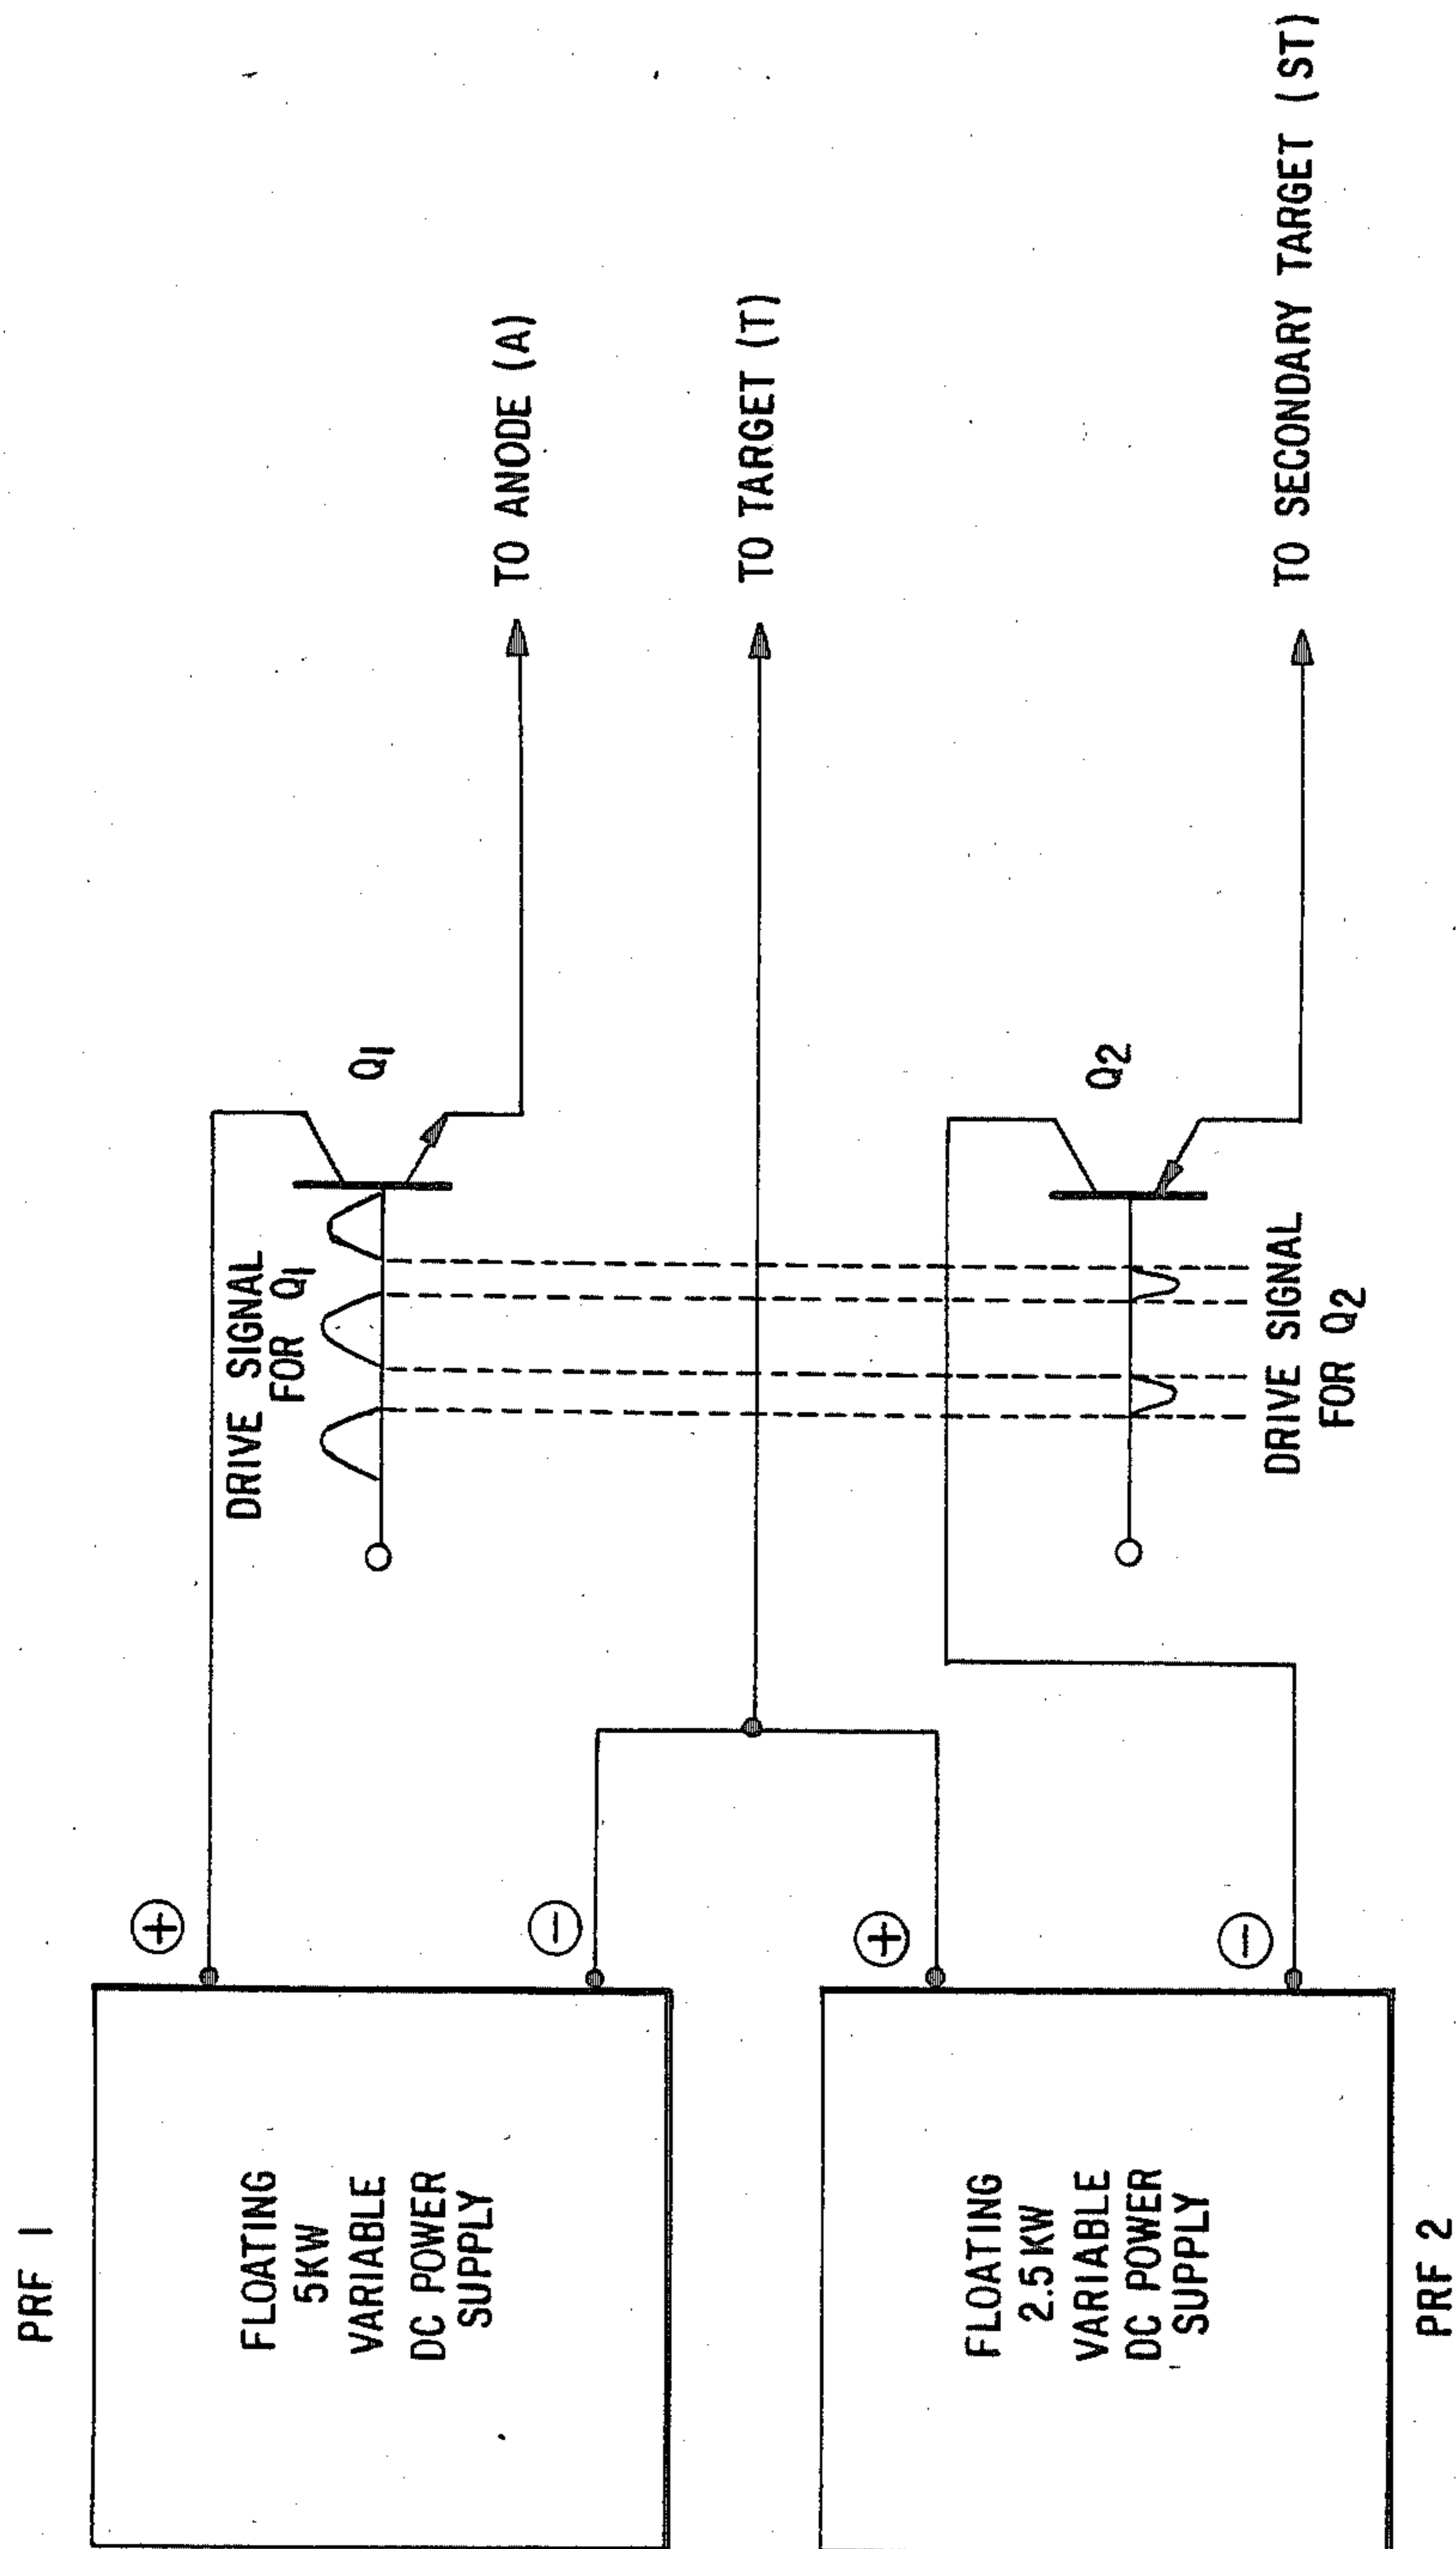 PRF 1
FLOATING
5KW
VARIABLE
DC POWER
SUPPLY
+
−
DRIVE SIGNAL
FOR Q1
Q1
TO ANODE (A)
TO TARGET (T)
FLOATING
2.5KW
VARIABLE
DC POWER
SUPPLY
PRF 2
+
−
Q2
DRIVE SIGNAL
FOR Q2
TO SECONDARY TARGET (ST)